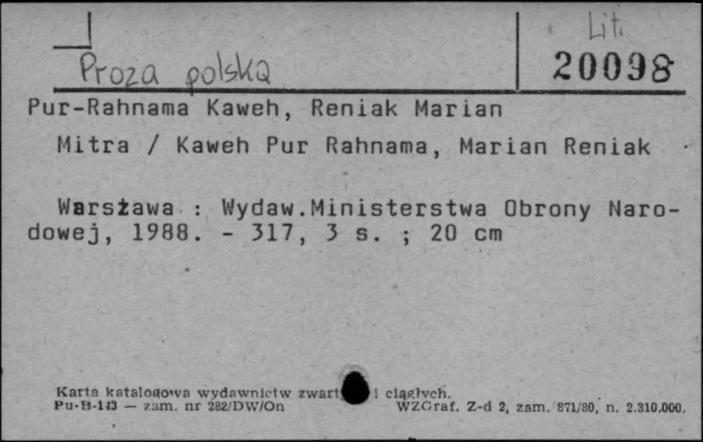 Lit.
Proza polska
20098
Pur-Rahnama Kaweh, Reniak Marian
Mitra / Kaweh Pur Rahnama, Marian Reniak
Warszawa : Wydaw.Ministerstwa Obrony Naro-
dowej, 1988. - 317, 3 s. ; 20 cm
Karta katalogowa wydawnictw zwart i ciągłych.
Pu-B-143 — zam. nr 282/DW/On WZGraf. Z-d 2, zam. 871/80, n. 2.310.000.